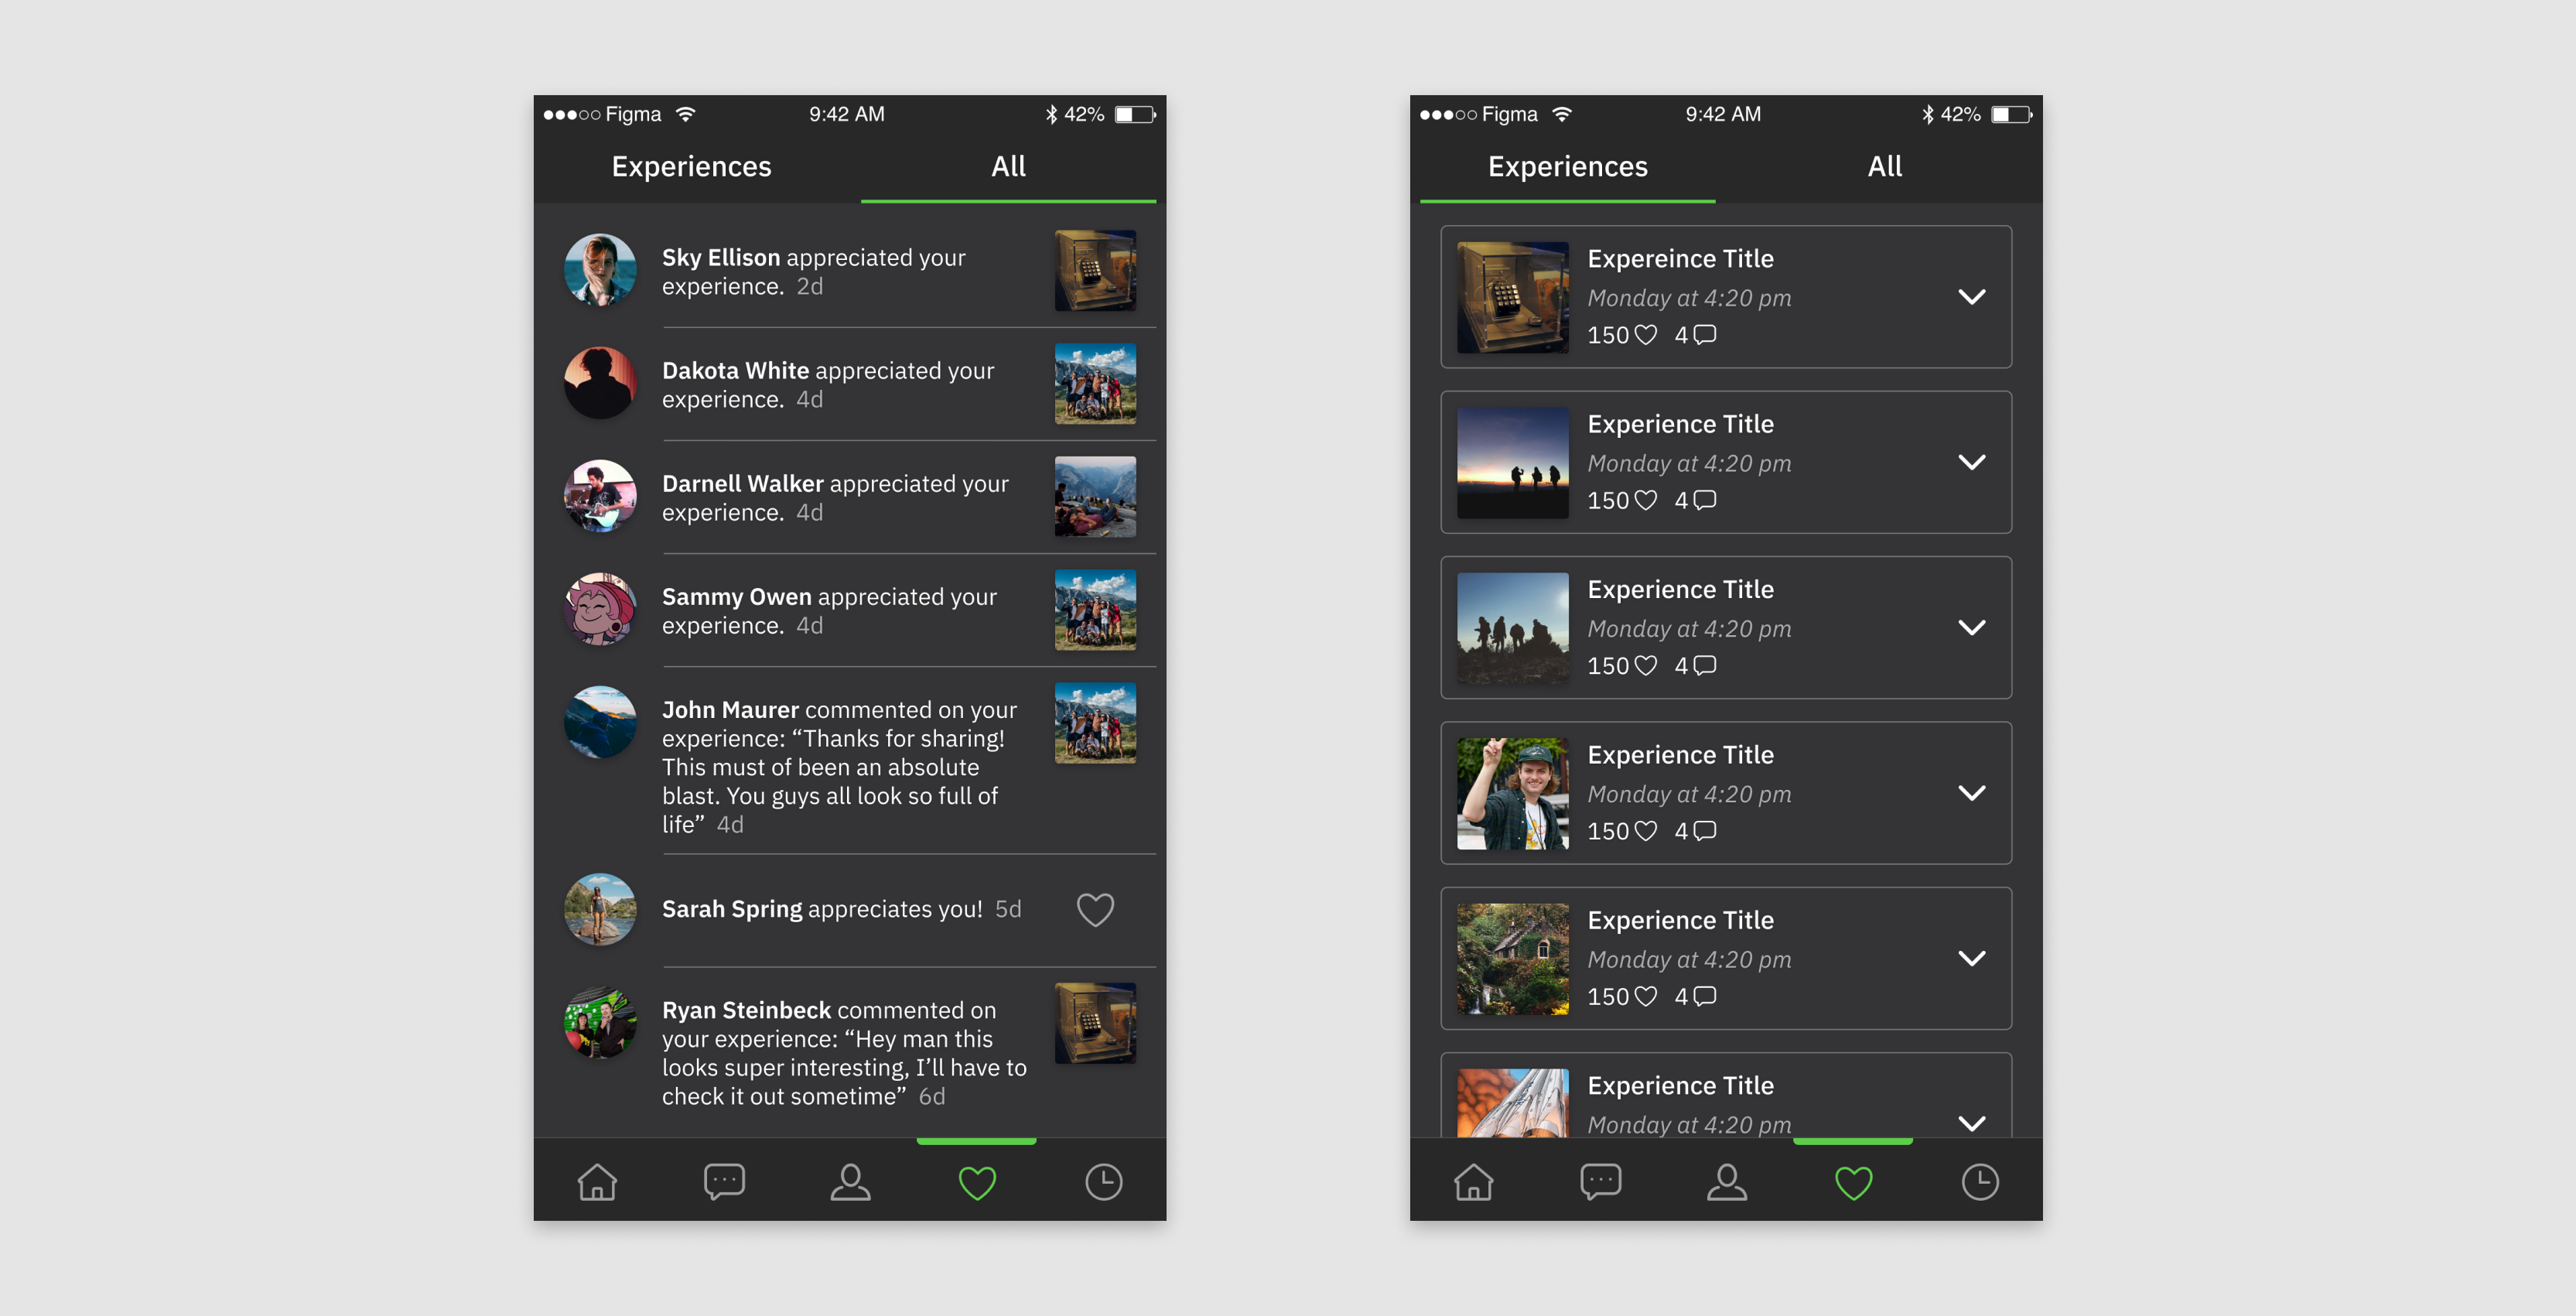 Figma 9:42 AM 42%
Experiences All
Sky Ellison appreciated your
experience. 2d
Dakota White appreciated your
experience. 4d
Darnell Walker appreciated your
experience. 4d
Sammy Owen appreciated your
experience. 4d
John Maurer commented on your
experience: “Thanks for sharing!
This must of been an absolute
blast. You guys all look so full of
life” 4d
Sarah Spring appreciates you! 5d
Ryan Steinbeck commented on
your experience: “Hey man this
looks super interesting, I’ll have to
check it out sometime” 6d
Figma 9:42 AM 42%
Experiences All
Expereince Title
Monday at 4:20 pm
150 4
Experience Title
Monday at 4:20 pm
150 4
Experience Title
Monday at 4:20 pm
150 4
Experience Title
Monday at 4:20 pm
150 4
Experience Title
Monday at 4:20 pm
150 4
Experience Title
Monday at 4:20 pm